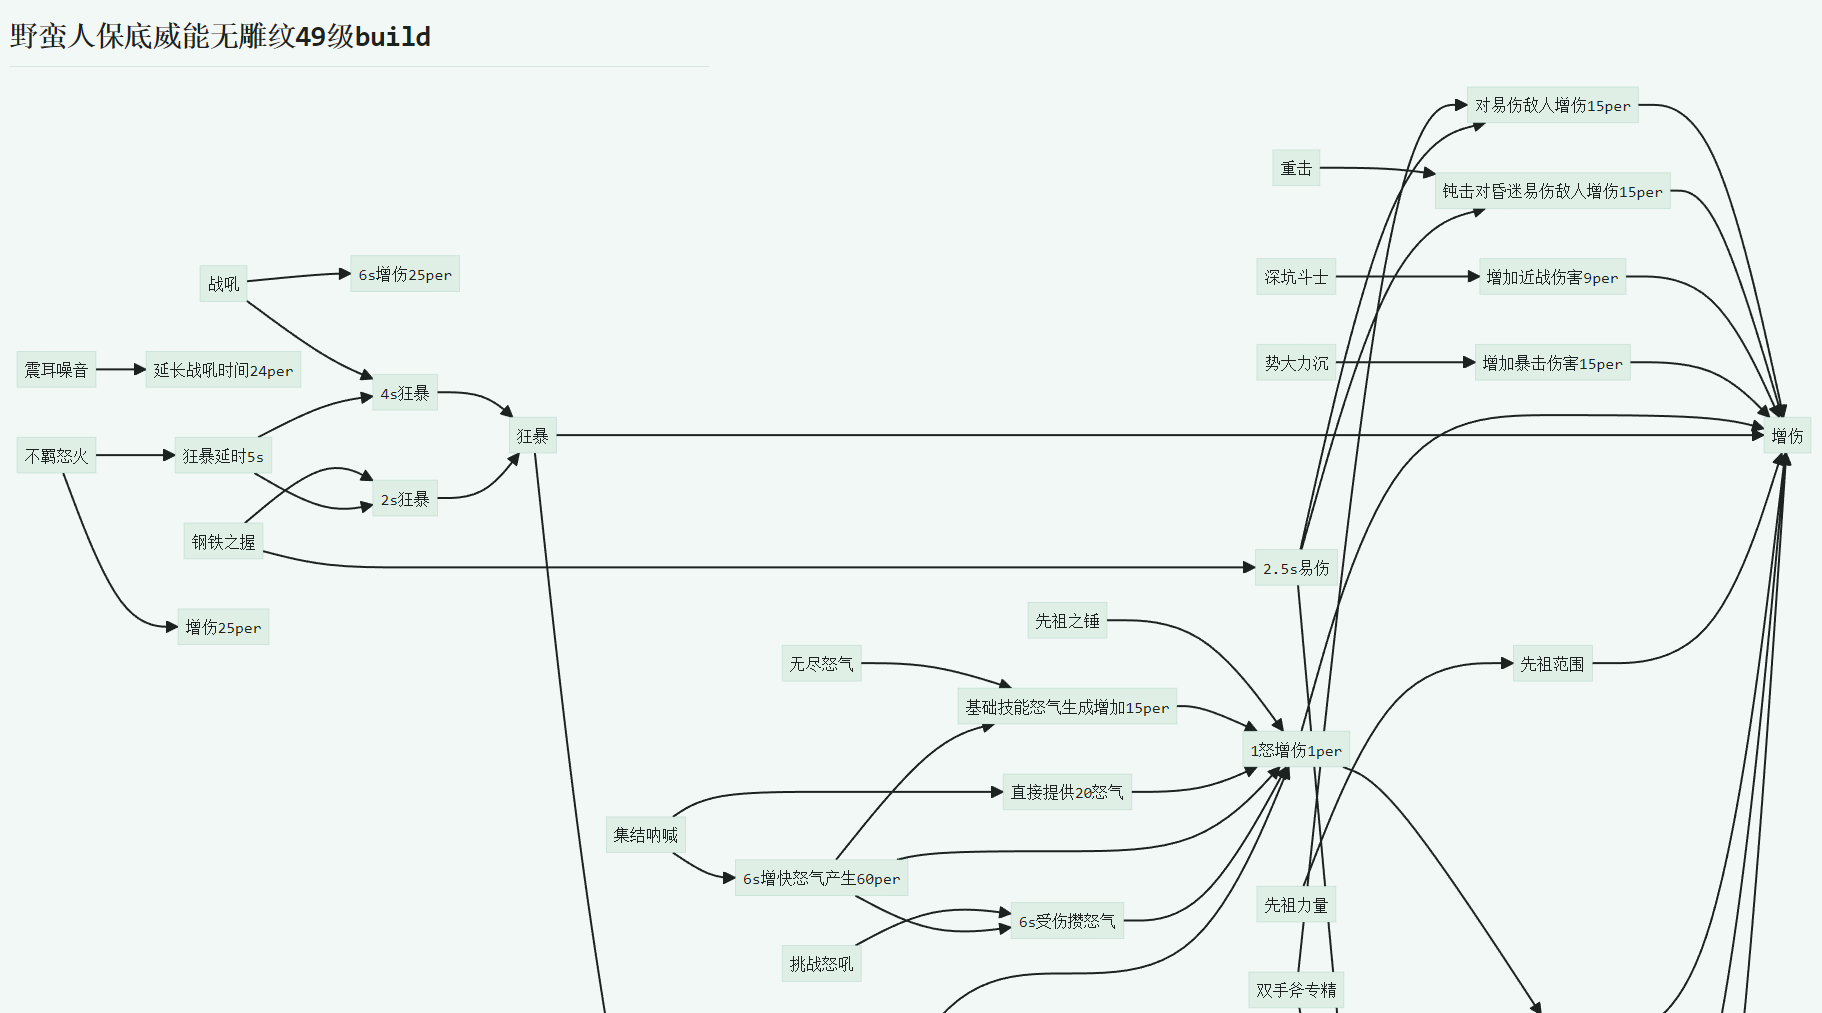 野蛮人保底威能无雕纹49级build
对易伤敌人增伤15per
重击
钝击对昏迷易伤敌人增伤15per
战吼
6s增伤25per
深坑斗士
增加近战伤害9per
震耳噪音
延长战吼时间24per
势大力沉
增加暴击伤害15per
4s狂暴
狂暴
增伤
不羁怒火
狂暴延时5s
2s狂暴
钢铁之握
2.5s易伤
增伤25per
先祖之锤
无尽怒气
先祖范围
基础技能怒气生成增加15per
1怒增伤1per
直接提供20怒气
集结呐喊
6s增快怒气产生60per
先祖力量
6s受伤攒怒气
挑战怒吼
双手斧专精